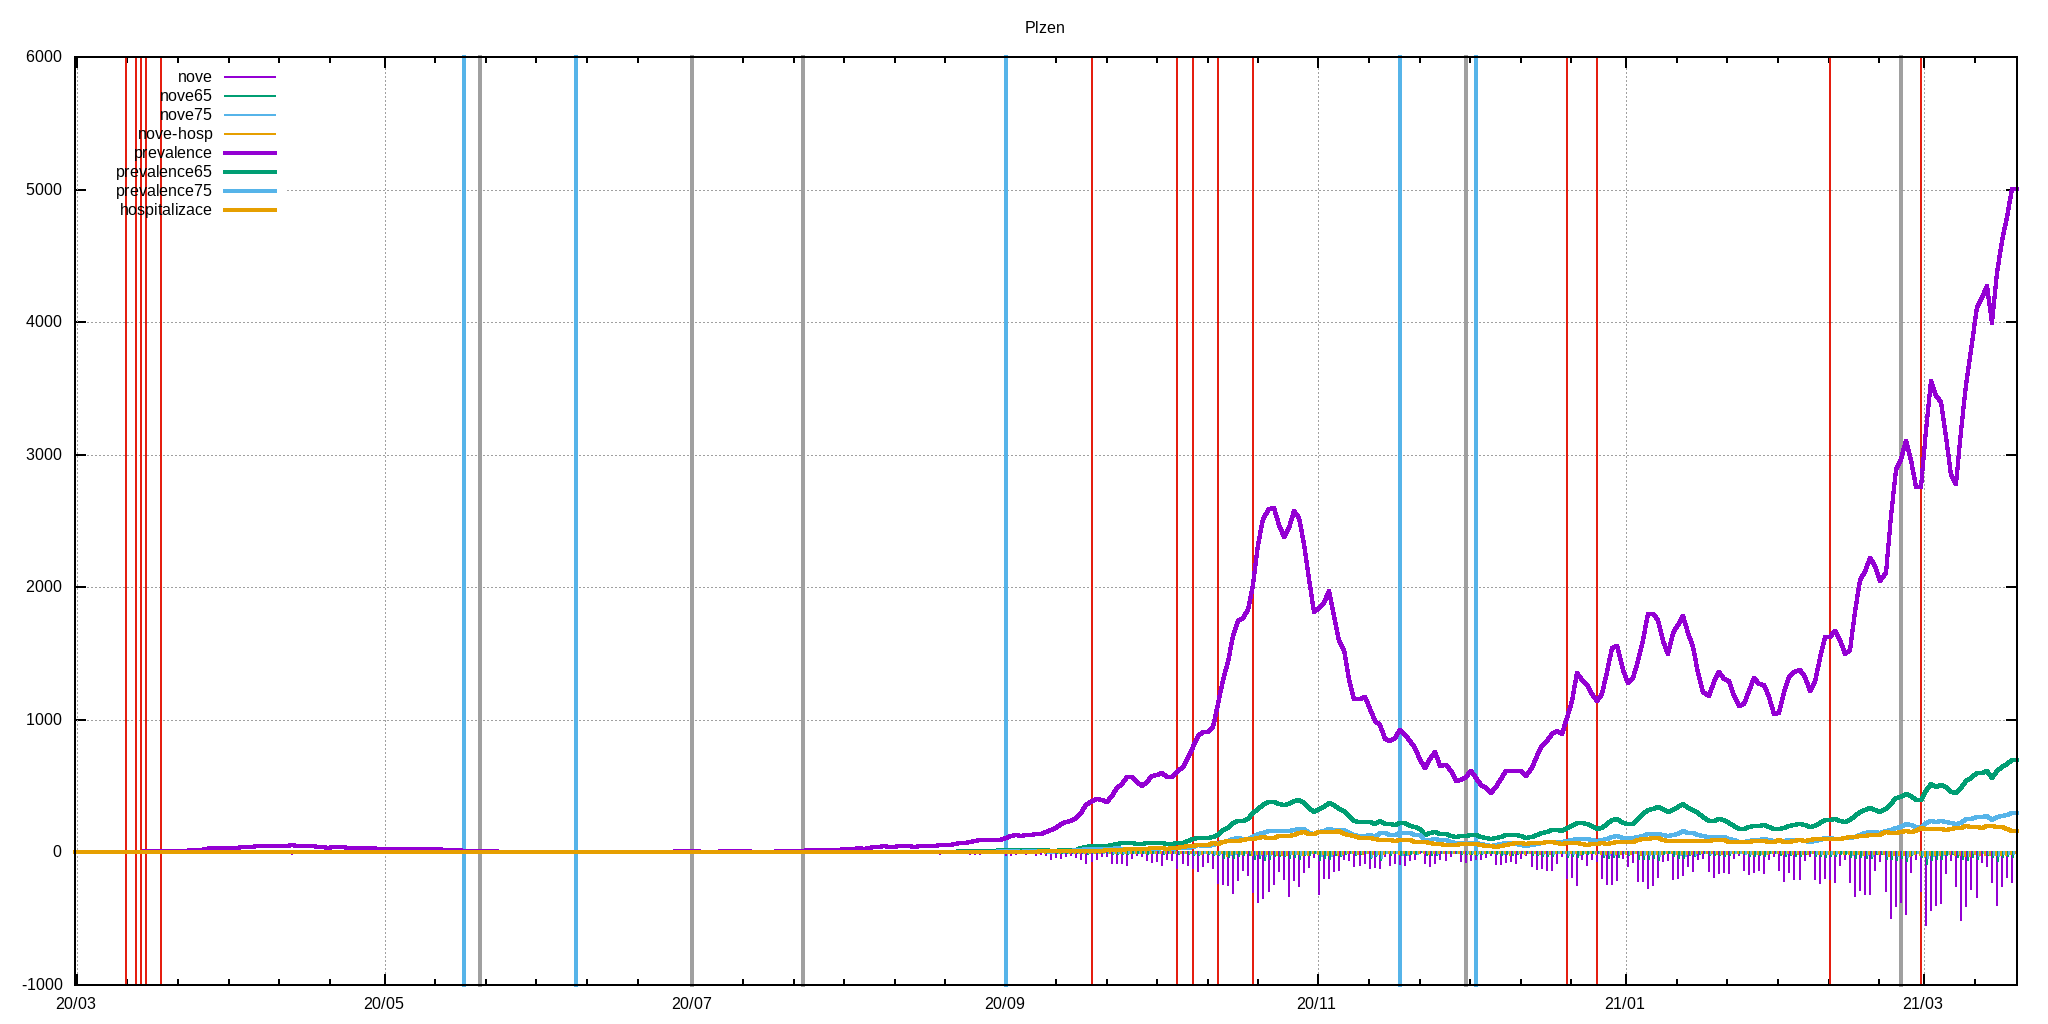 Plzen
6000
5000
4000
3000
2000
1000
0
-1000
nove
nove65
nove75
nove-hosp
prevalence
prevalence65
prevalence75
hospitalizace
20/03
20/05
20/07
20/09
20/11
21/01
21/03